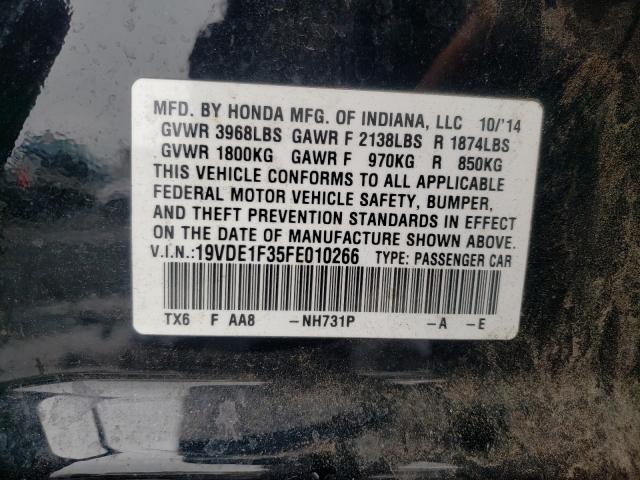 MFD. BY HONDA MFG. OF INDIANA, LLC 10/'14
GVWR 3968LBS GAWR F 2138LBS R 1874LBS
GVWR 1800KG GAWR F 970KG R 850KG
THIS VEHICLE CONFORMS TO ALL APPLICABLE
FEDERAL MOTOR VEHICLE SAFETY, BUMPER,
AND THEFT PREVENTION STANDARDS IN EFFECT
ON THE DATE OF MANUFACTURE SHOWN ABOVE.
V.I.N.:19VDE1F35FE010266 TYPE: PASSENGER CAR
TX6 F AA8 -NH731P -A -E